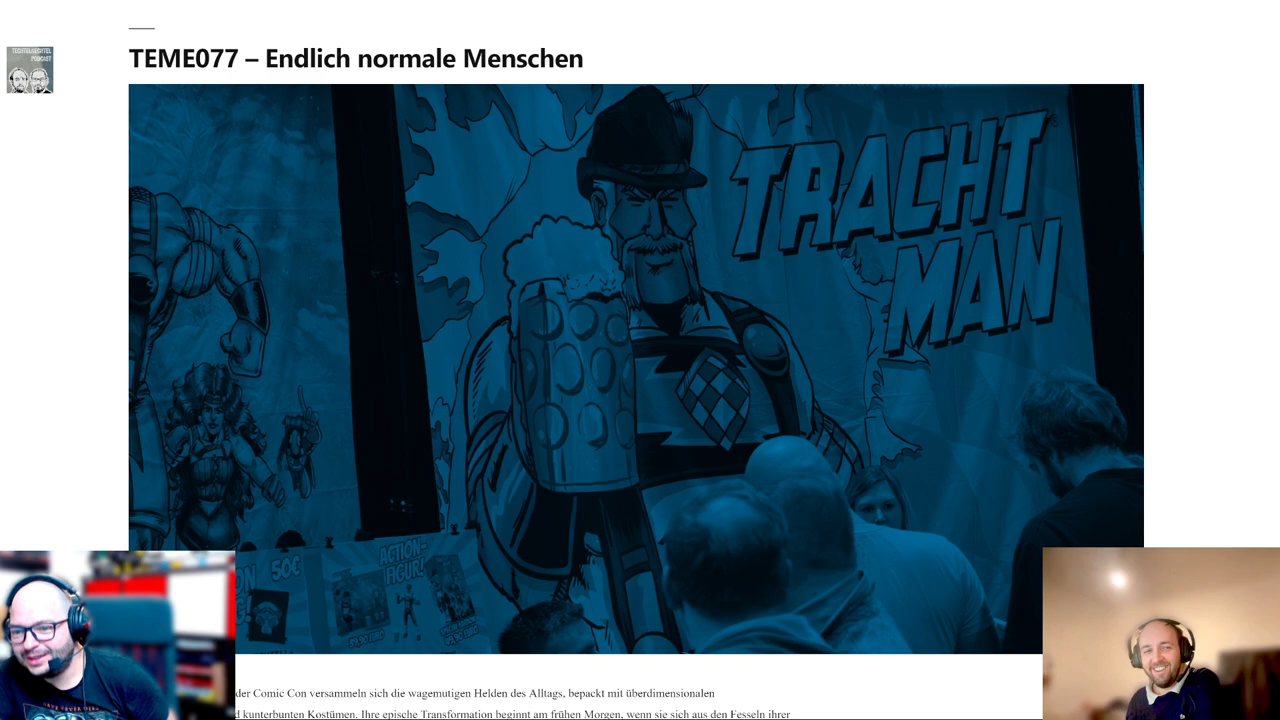 TECHTELMECHTEL
PODCAST
TEME077 – Endlich normale Menschen
TRACHT
MAN
ACTION-
FIGUR!
50€
der Comic Con versammeln sich die wagemutigen Helden des Alltags, bepackt mit überdimensionalen
d kunterbunten Kostümen. Ihre epische Transformation beginnt am frühen Morgen, wenn sie sich aus den Fesseln ihrer